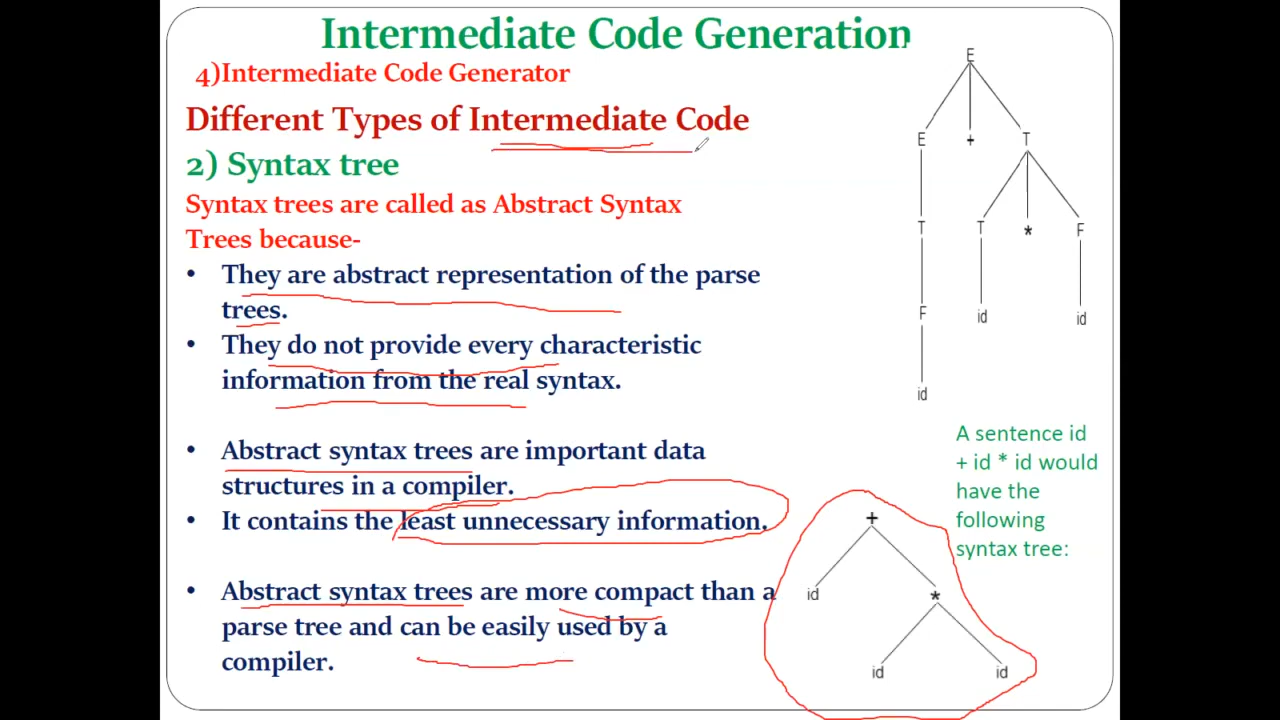 Intermediate Code Generation
4)Intermediate Code Generator
Different Types of Intermediate Code
2) Syntax tree
Syntax trees are called as Abstract Syntax
Trees because-
• They are abstract representation of the parse
trees.
• They do not provide every characteristic
information from the real syntax.
• Abstract syntax trees are important data
structures in a compiler.
• It contains the least unnecessary information.
• Abstract syntax trees are more compact than a
parse tree and can be easily used by a
compiler.
E
E + T
T T * F
F id id
id
A sentence id
+ id * id would
have the
following
syntax tree:
+
id *
id id